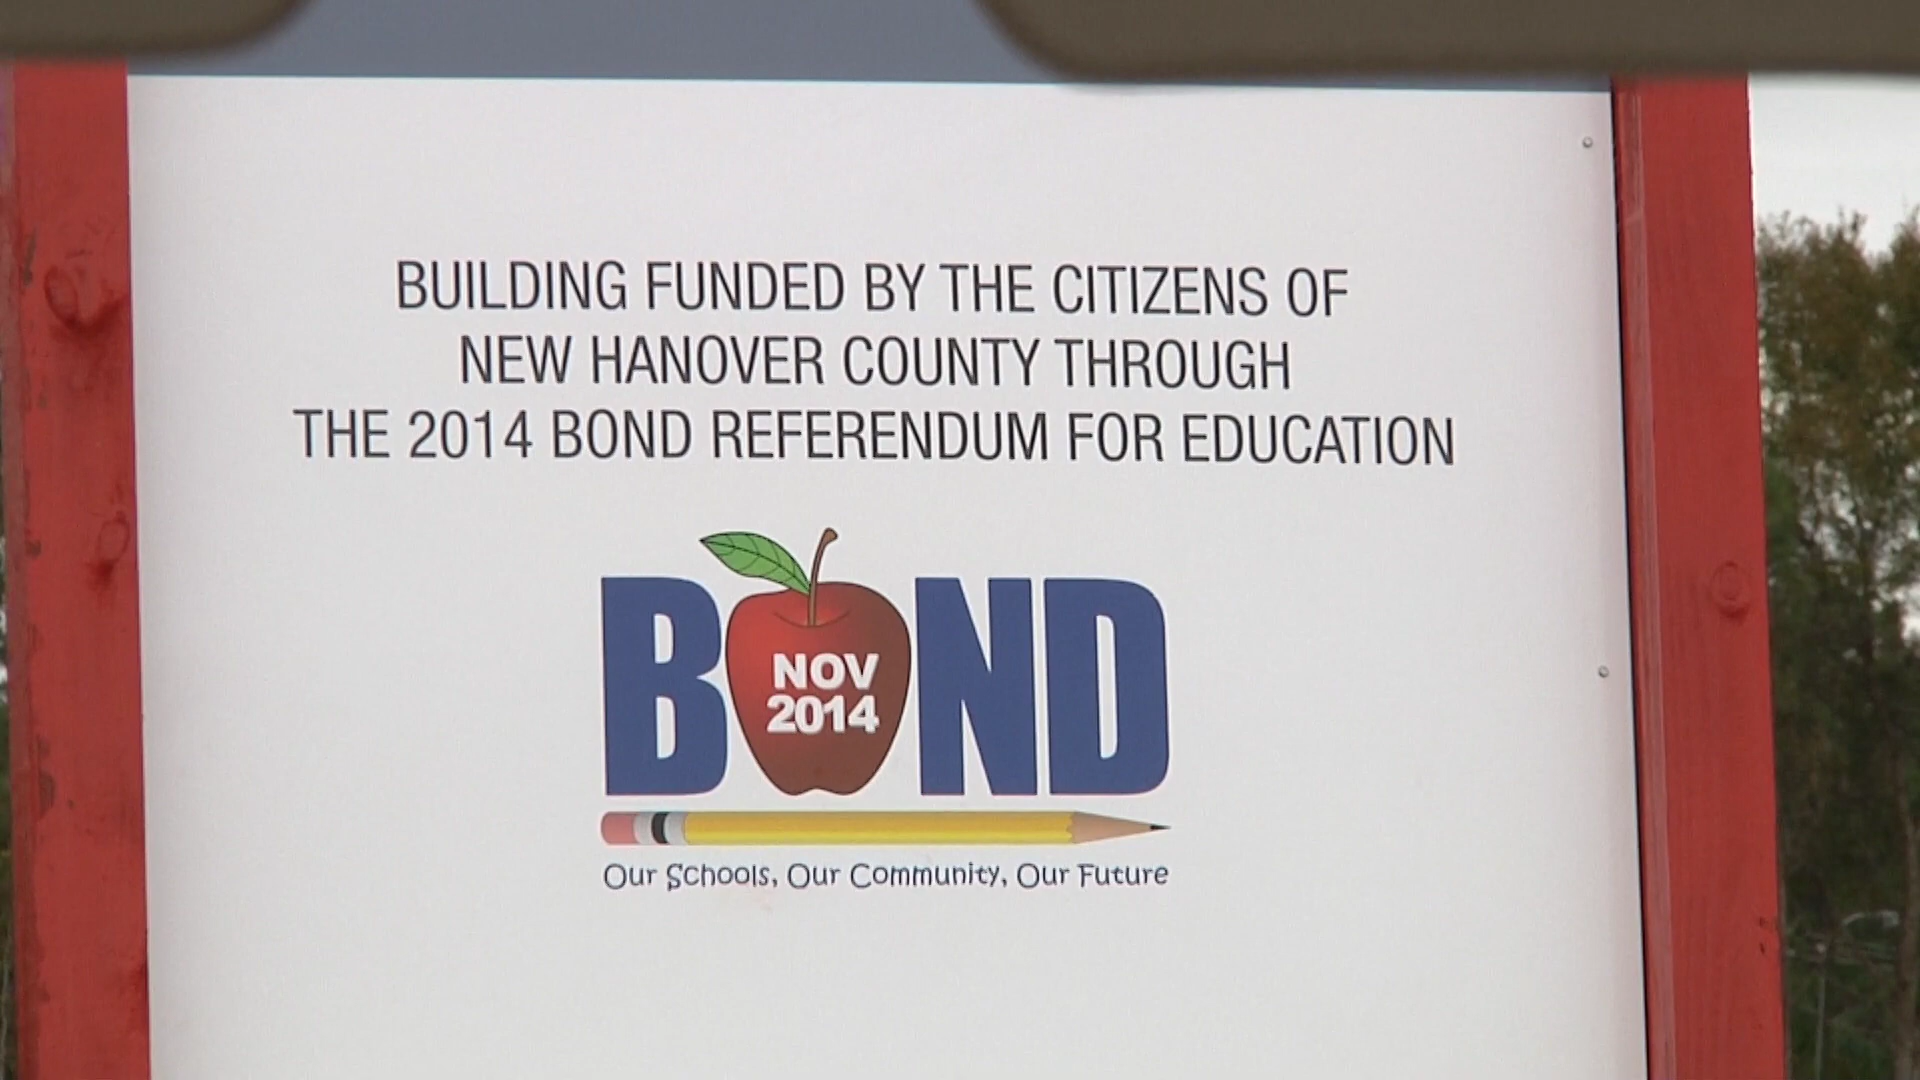 BUILDING FUNDED BY THE CITIZENS OF
NEW HANOVER COUNTY THROUGH
THE 2014 BOND REFERENDUM FOR EDUCATION
BOND
NOV
2014
Our Schools, Our Community, Our Future